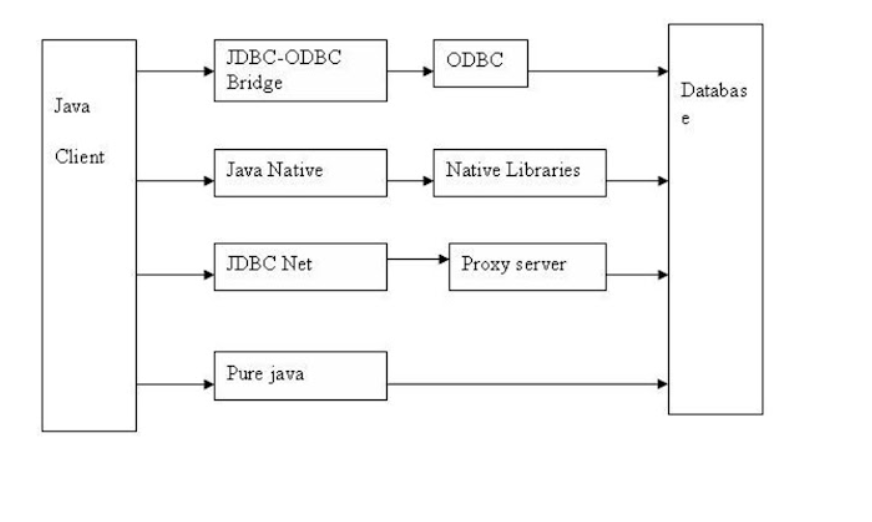 Java
Client
JDBC-ODBC
Bridge
ODBC
Databas
e
Java Native
Native Libraries
JDBC Net
Proxy server
Pure java